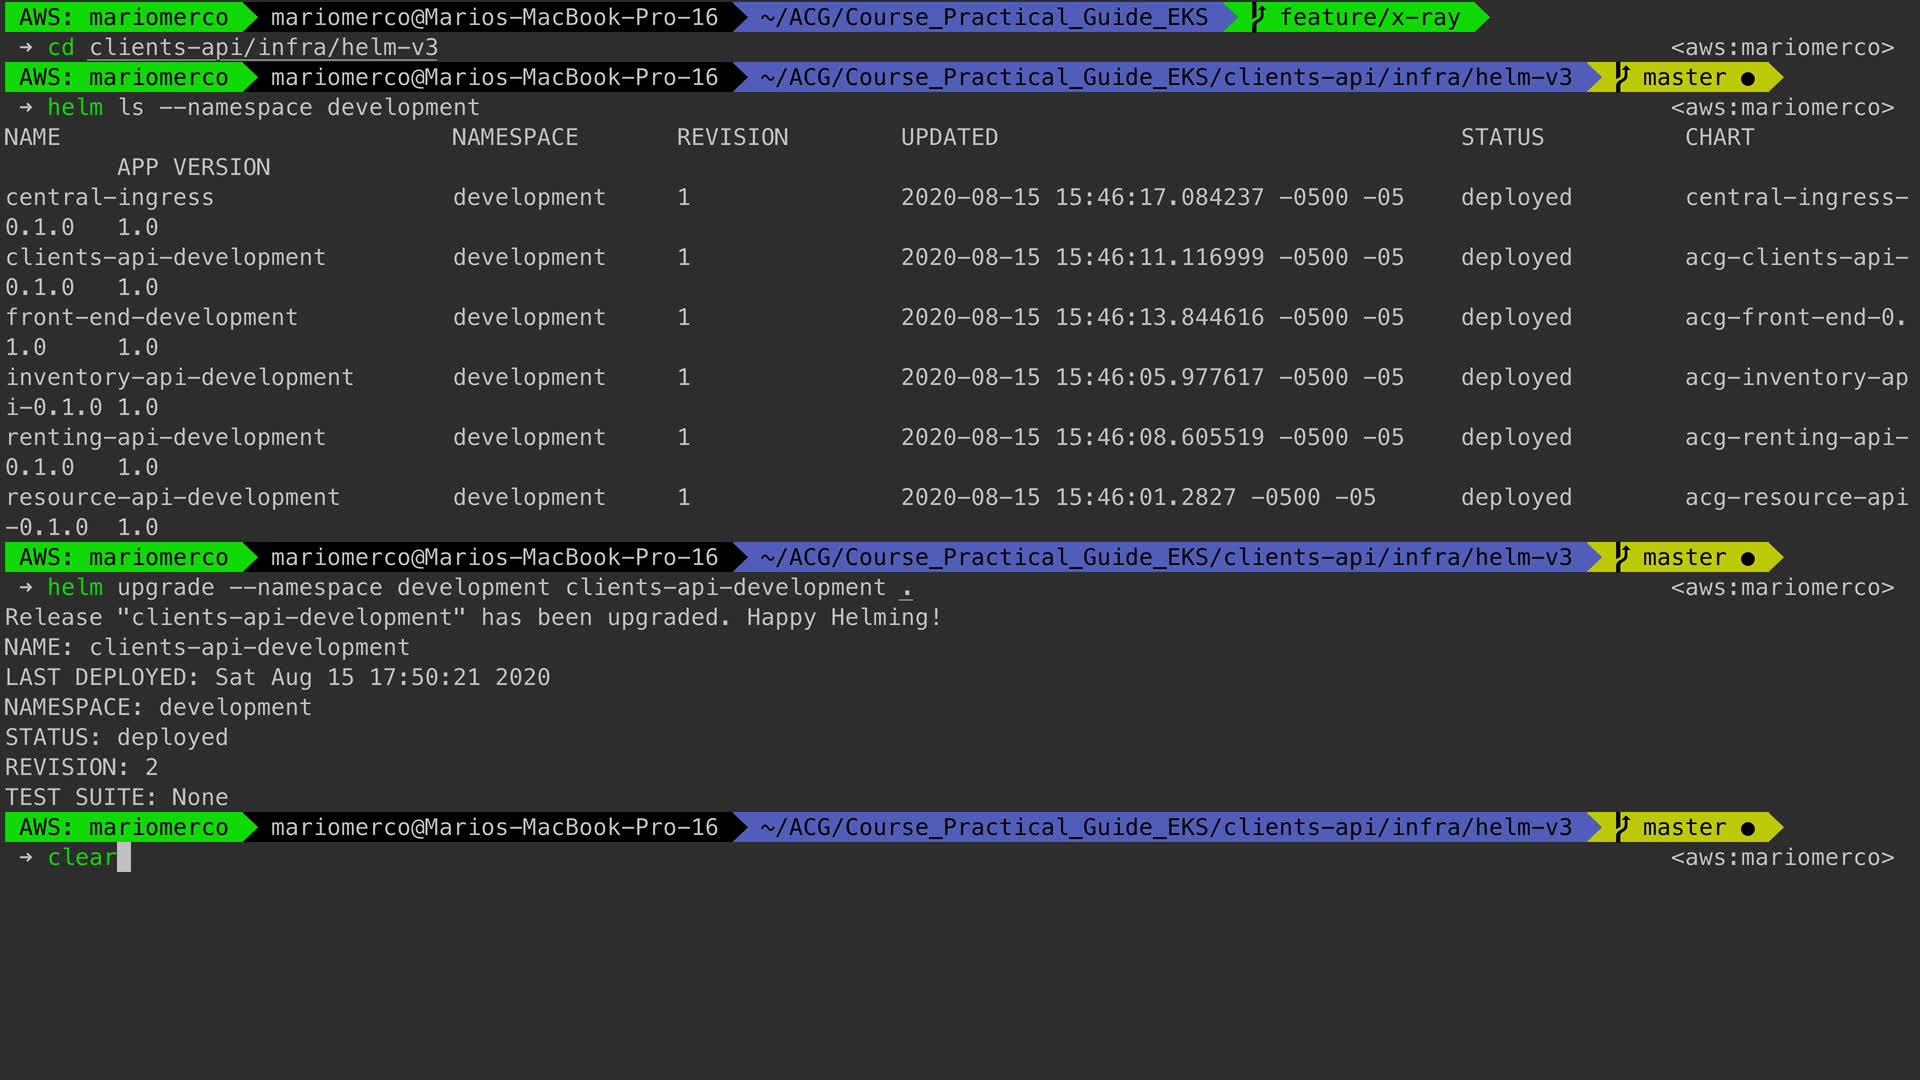 AWS: mariomerco mariomerco@Marios-MacBook-Pro-16 ~/ACG/Course_Practical_Guide_EKS feature/x-ray
→ cd clients-api/infra/helm-v3 <aws:mariomerco>
AWS: mariomerco mariomerco@Marios-MacBook-Pro-16 ~/ACG/Course_Practical_Guide_EKS/clients-api/infra/helm-v3 master ●
→ helm ls --namespace development <aws:mariomerco>
NAME NAMESPACE REVISION UPDATED STATUS CHART
APP VERSION
central-ingress development 1 2020-08-15 15:46:17.084237 -0500 -05 deployed central-ingress-
0.1.0 1.0
clients-api-development development 1 2020-08-15 15:46:11.116999 -0500 -05 deployed acg-clients-api-
0.1.0 1.0
front-end-development development 1 2020-08-15 15:46:13.844616 -0500 -05 deployed acg-front-end-0.
1.0 1.0
inventory-api-development development 1 2020-08-15 15:46:05.977617 -0500 -05 deployed acg-inventory-ap
i-0.1.0 1.0
renting-api-development development 1 2020-08-15 15:46:08.605519 -0500 -05 deployed acg-renting-api-
0.1.0 1.0
resource-api-development development 1 2020-08-15 15:46:01.2827 -0500 -05 deployed acg-resource-api
-0.1.0 1.0
AWS: mariomerco mariomerco@Marios-MacBook-Pro-16 ~/ACG/Course_Practical_Guide_EKS/clients-api/infra/helm-v3 master ●
→ helm upgrade --namespace development clients-api-development . <aws:mariomerco>
Release "clients-api-development" has been upgraded. Happy Helming!
NAME: clients-api-development
LAST DEPLOYED: Sat Aug 15 17:50:21 2020
NAMESPACE: development
STATUS: deployed
REVISION: 2
TEST SUITE: None
AWS: mariomerco mariomerco@Marios-MacBook-Pro-16 ~/ACG/Course_Practical_Guide_EKS/clients-api/infra/helm-v3 master ●
→ clear <aws:mariomerco>